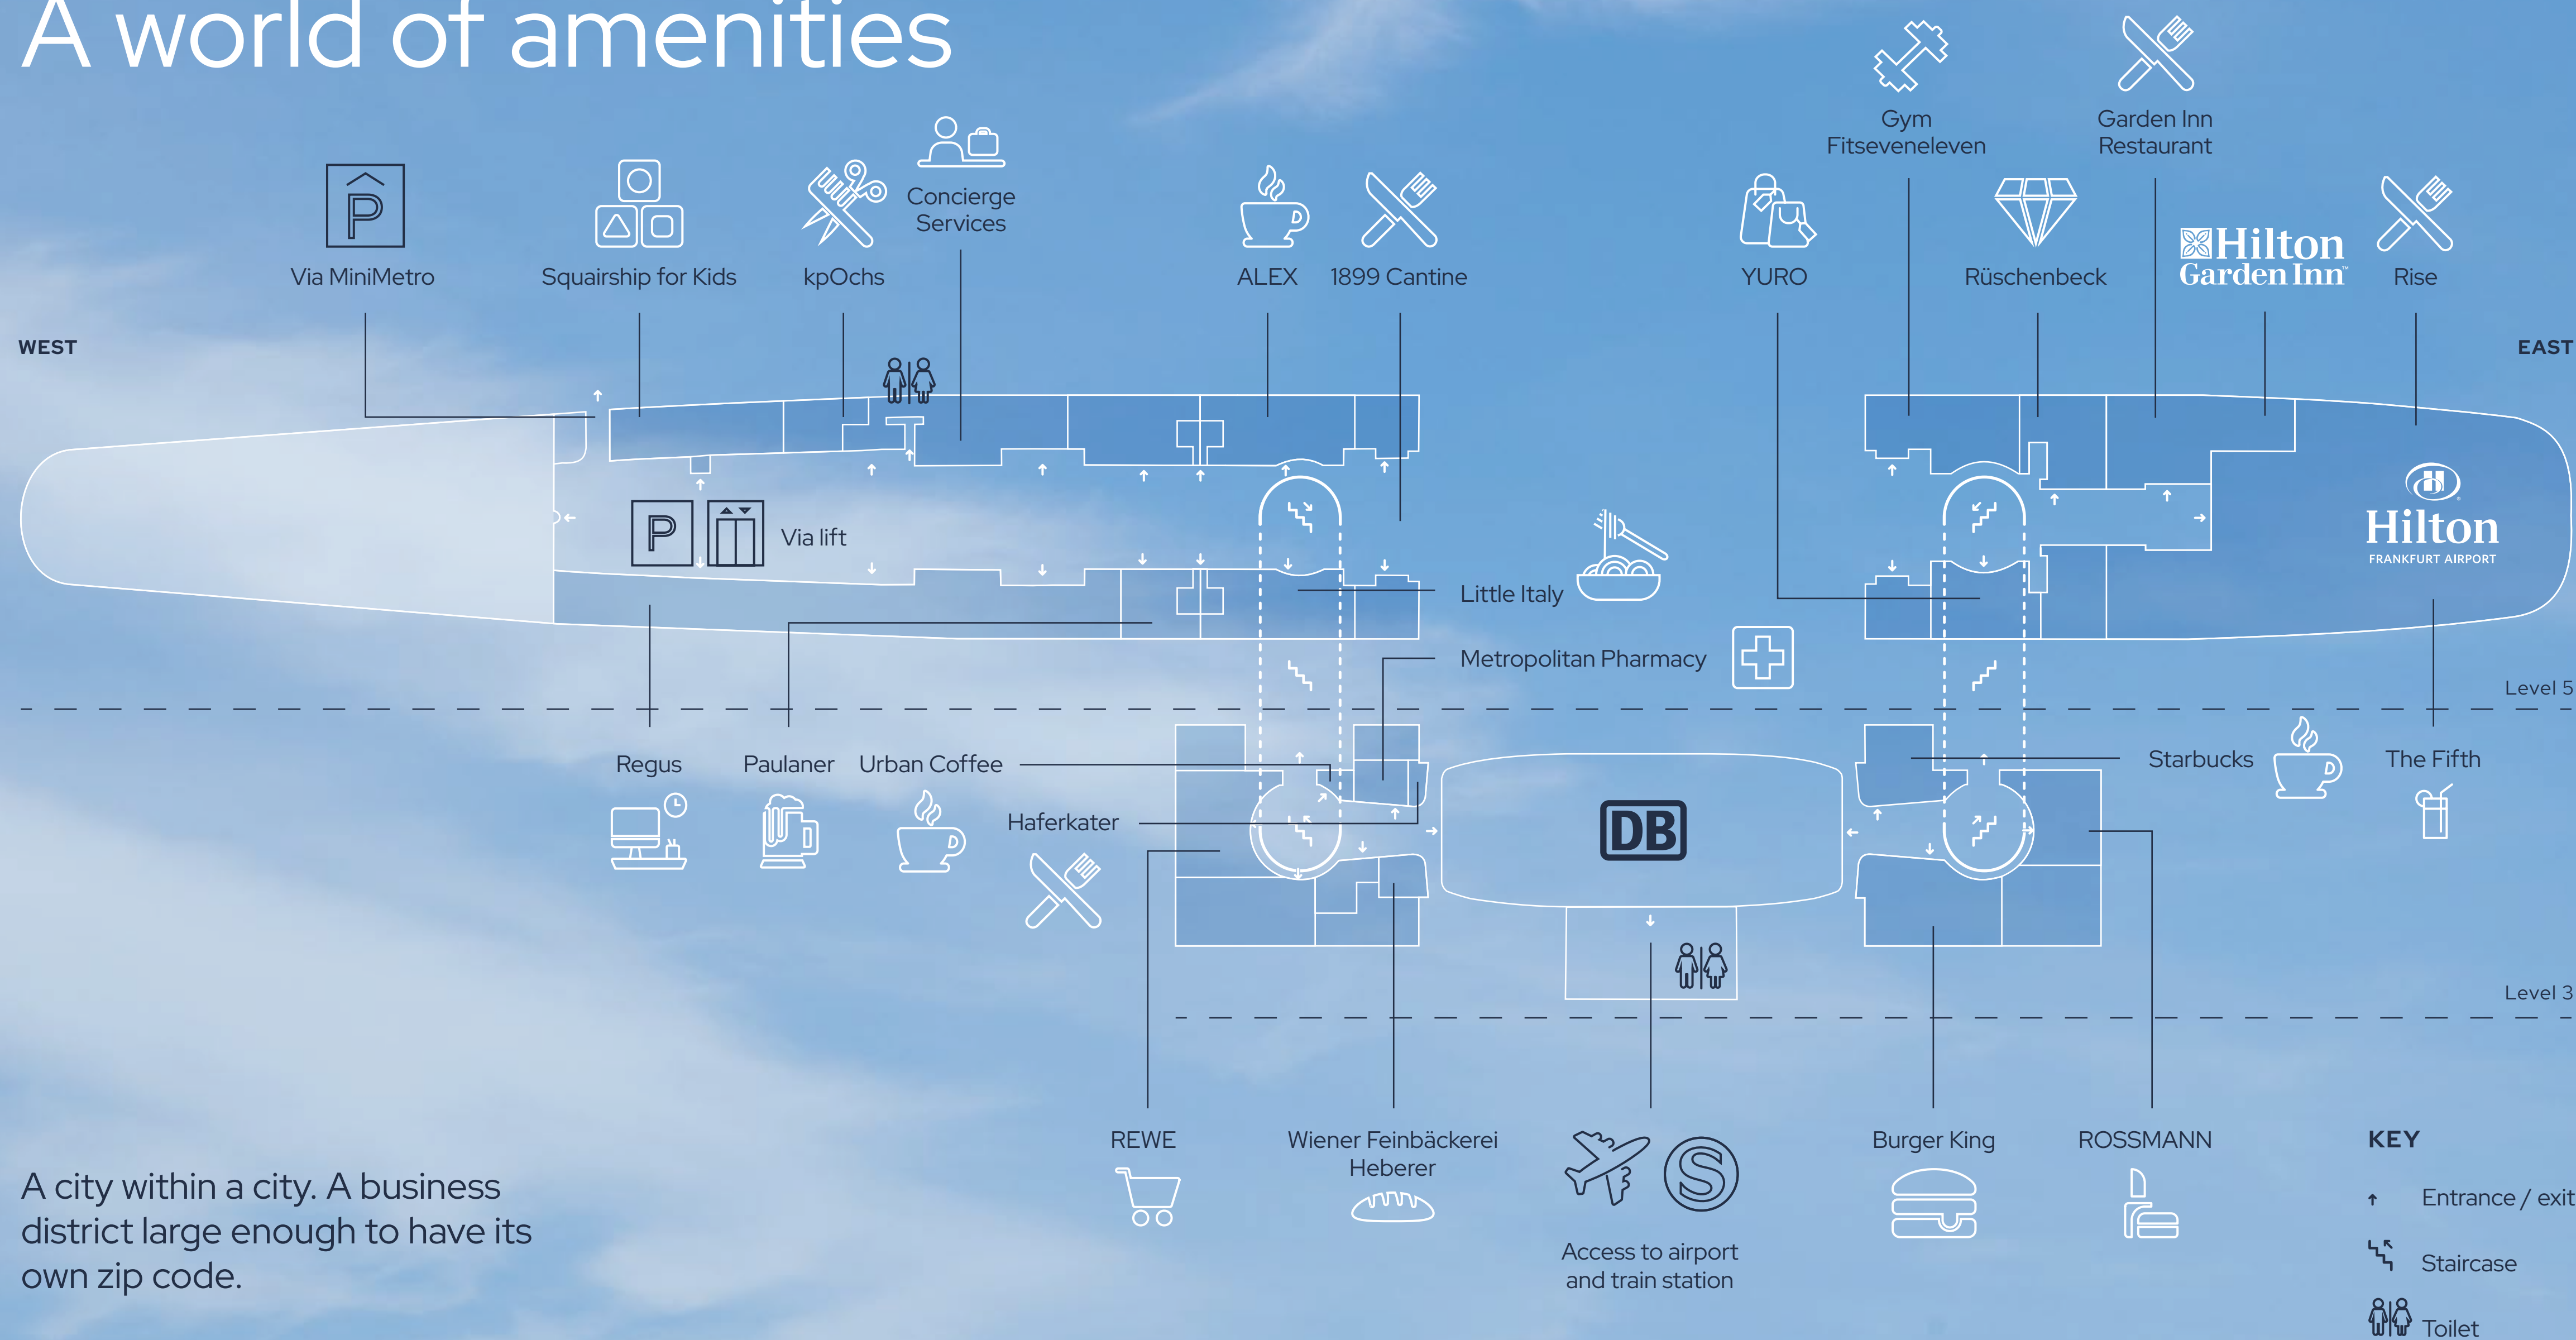 A world of amenities
Gym
Fitseveneleven
Garden Inn
Restaurant
P
Via MiniMetro
Squairship for Kids
kpOchs
Concierge
Services
ALEX
1899 Cantine
YURO
Rüschenbeck
Hilton
Garden Inn™
Rise
WEST
EAST
P
Via lift
Little Italy
Metropolitan Pharmacy
Hilton
FRANKFURT AIRPORT
Level 5
Regus
Paulaner
Urban Coffee
Haferkater
DB
Starbucks
The Fifth
Level 3
REWE
Wiener Feinbäckerei
Heberer
S
Access to airport
and train station
Burger King
ROSSMANN
KEY
Entrance / exit
Staircase
Toilet
A city within a city. A business
district large enough to have its
own zip code.